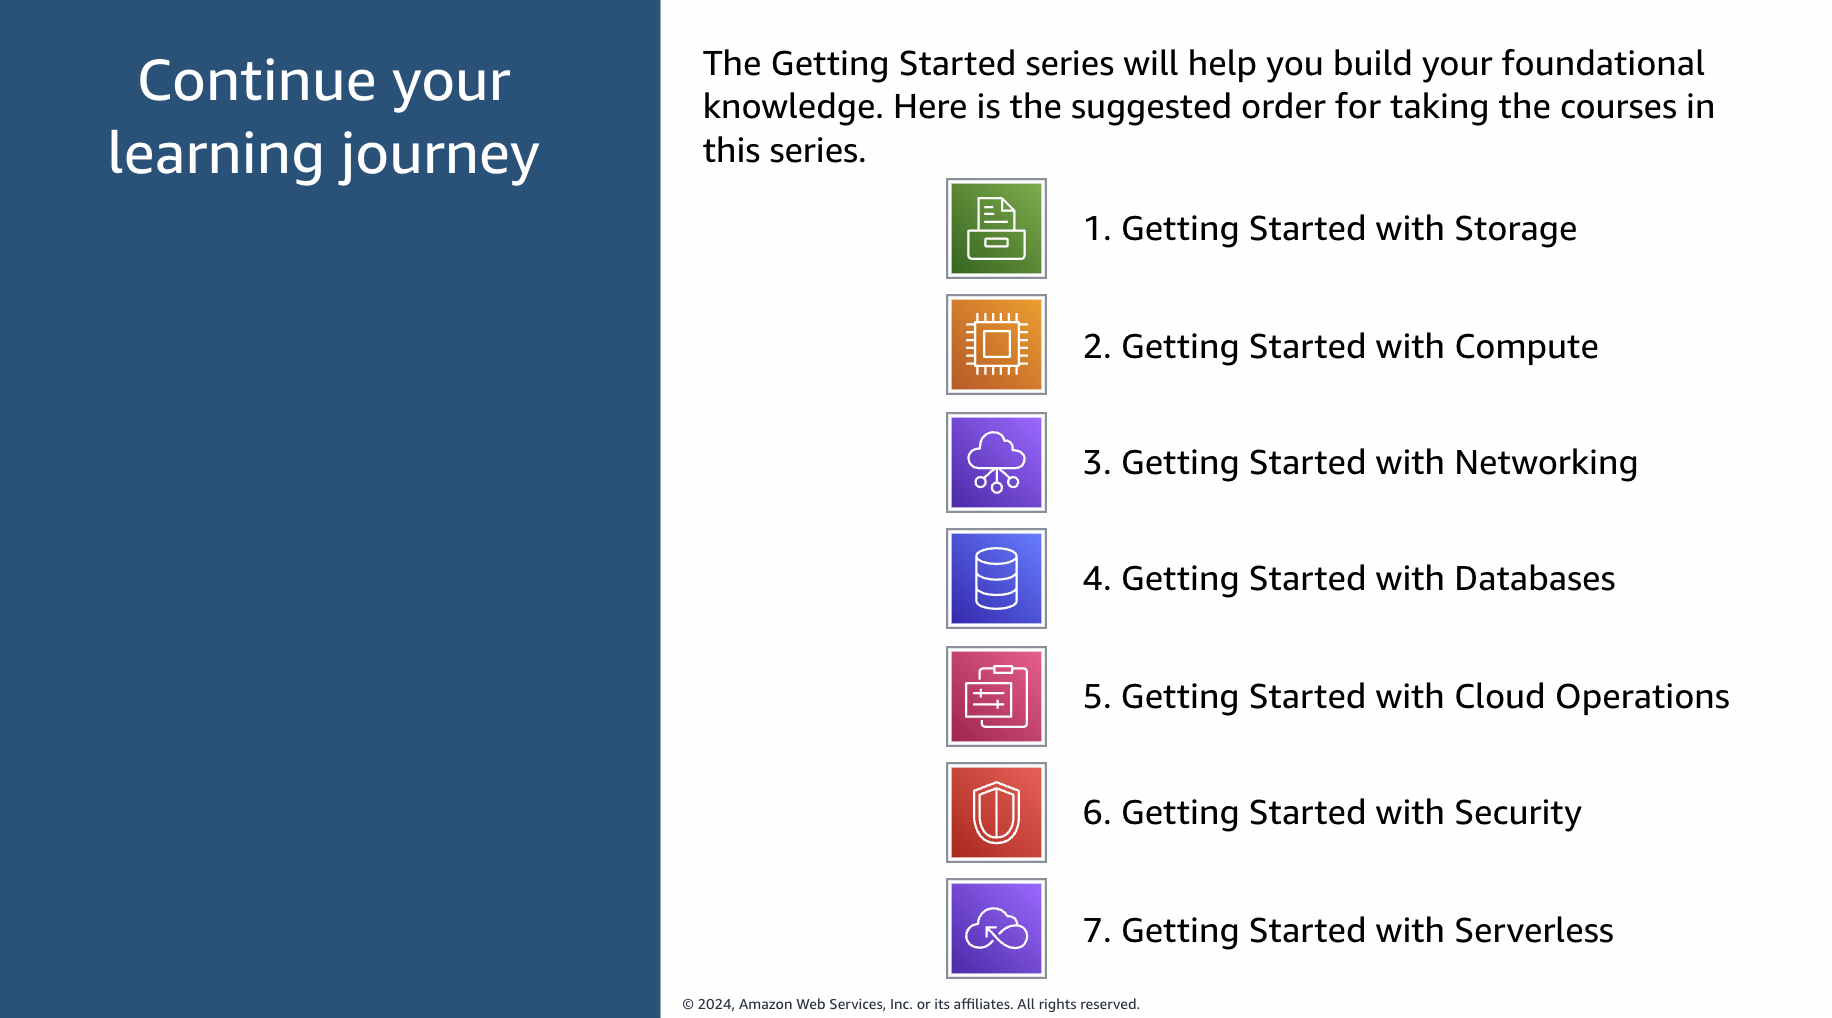 Continue your
learning journey
The Getting Started series will help you build your foundational
knowledge. Here is the suggested order for taking the courses in
this series.
1. Getting Started with Storage
2. Getting Started with Compute
3. Getting Started with Networking
4. Getting Started with Databases
5. Getting Started with Cloud Operations
6. Getting Started with Security
7. Getting Started with Serverless
© 2024, Amazon Web Services, Inc. or its affiliates. All rights reserved.